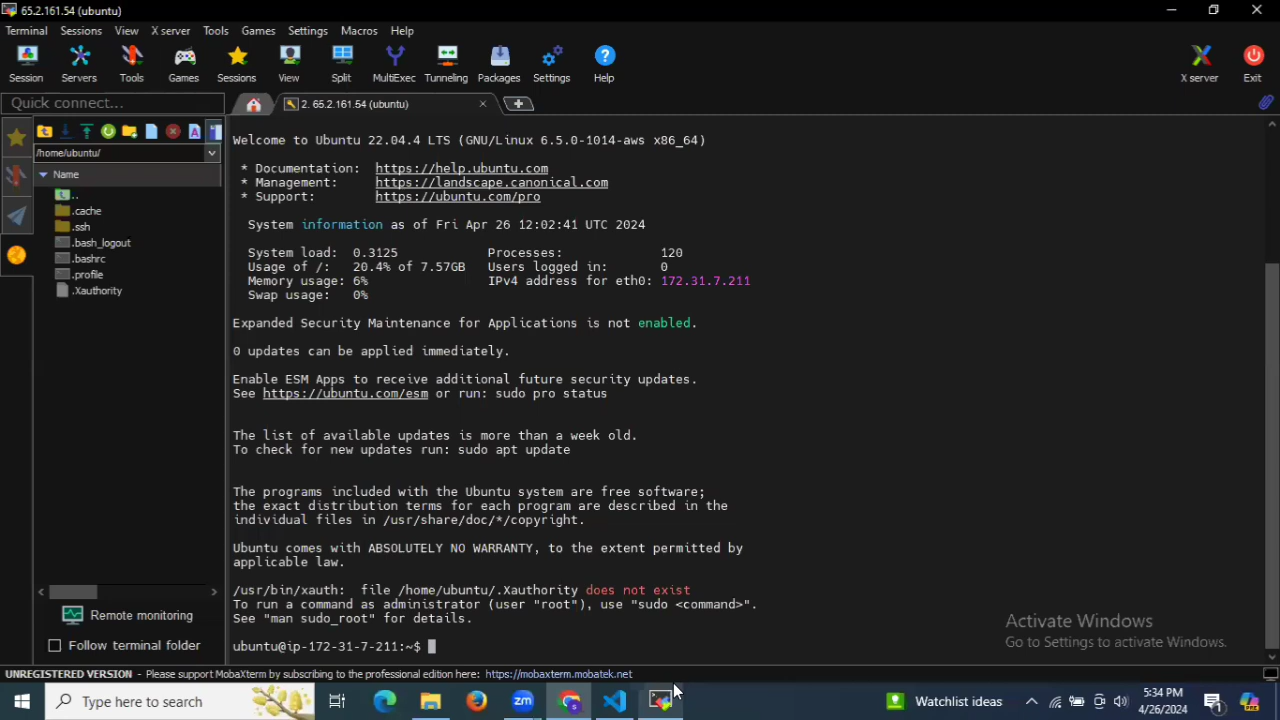 65.2.161.54 (ubuntu)
Terminal Sessions View X server Tools Games Settings Macros Help
Session Servers Tools Games Sessions View Split MultiExec Tunneling Packages Settings Help X server Exit
Quick connect...
2. 65.2.161.54 (ubuntu)
/home/ubuntu/
Name
..
.cache
.ssh
.bash_logout
.bashrc
.profile
.Xauthority
Remote monitoring
Follow terminal folder
Welcome to Ubuntu 22.04.4 LTS (GNU/Linux 6.5.0-1014-aws x86_64)
* Documentation: https://help.ubuntu.com
* Management: https://landscape.canonical.com
* Support: https://ubuntu.com/pro
System information as of Fri Apr 26 12:02:41 UTC 2024
System load: 0.3125 Processes: 120
Usage of /: 20.4% of 7.57GB Users logged in: 0
Memory usage: 6% IPv4 address for eth0: 172.31.7.211
Swap usage: 0%
Expanded Security Maintenance for Applications is not enabled.
0 updates can be applied immediately.
Enable ESM Apps to receive additional future security updates.
See https://ubuntu.com/esm or run: sudo pro status
The list of available updates is more than a week old.
To check for new updates run: sudo apt update
The programs included with the Ubuntu system are free software;
the exact distribution terms for each program are described in the
individual files in /usr/share/doc/*/copyright.
Ubuntu comes with ABSOLUTELY NO WARRANTY, to the extent permitted by
applicable law.
/usr/bin/xauth: file /home/ubuntu/.Xauthority does not exist
To run a command as administrator (user "root"), use "sudo <command>".
See "man sudo_root" for details.
ubuntu@ip-172-31-7-211:~$
Activate Windows
Go to Settings to activate Windows.
UNREGISTERED VERSION - Please support MobaXterm by subscribing to the professional edition here: https://mobaxterm.mobatek.net
Type here to search
zm
Watchlist ideas
5:34 PM
4/26/2024
1
PRE